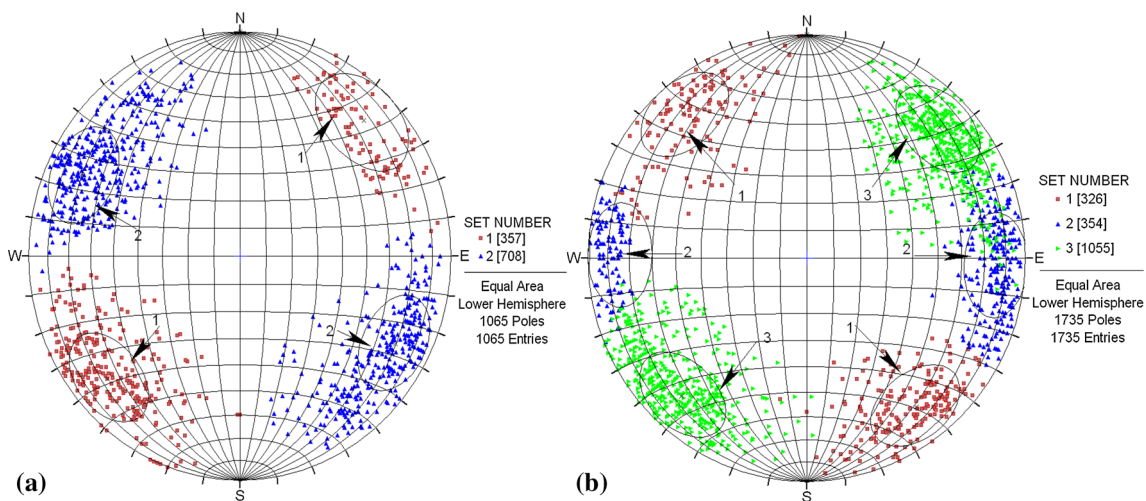 N
1
2
W
E
1
2
S
(a)
SET NUMBER
1 [357]
2 [708]
Equal Area
Lower Hemisphere
1065 Poles
1065 Entries
N
1
3
W
2
2
E
3
1
S
(b)
SET NUMBER
1 [326]
2 [354]
3 [1055]
Equal Area
Lower Hemisphere
1735 Poles
1735 Entries